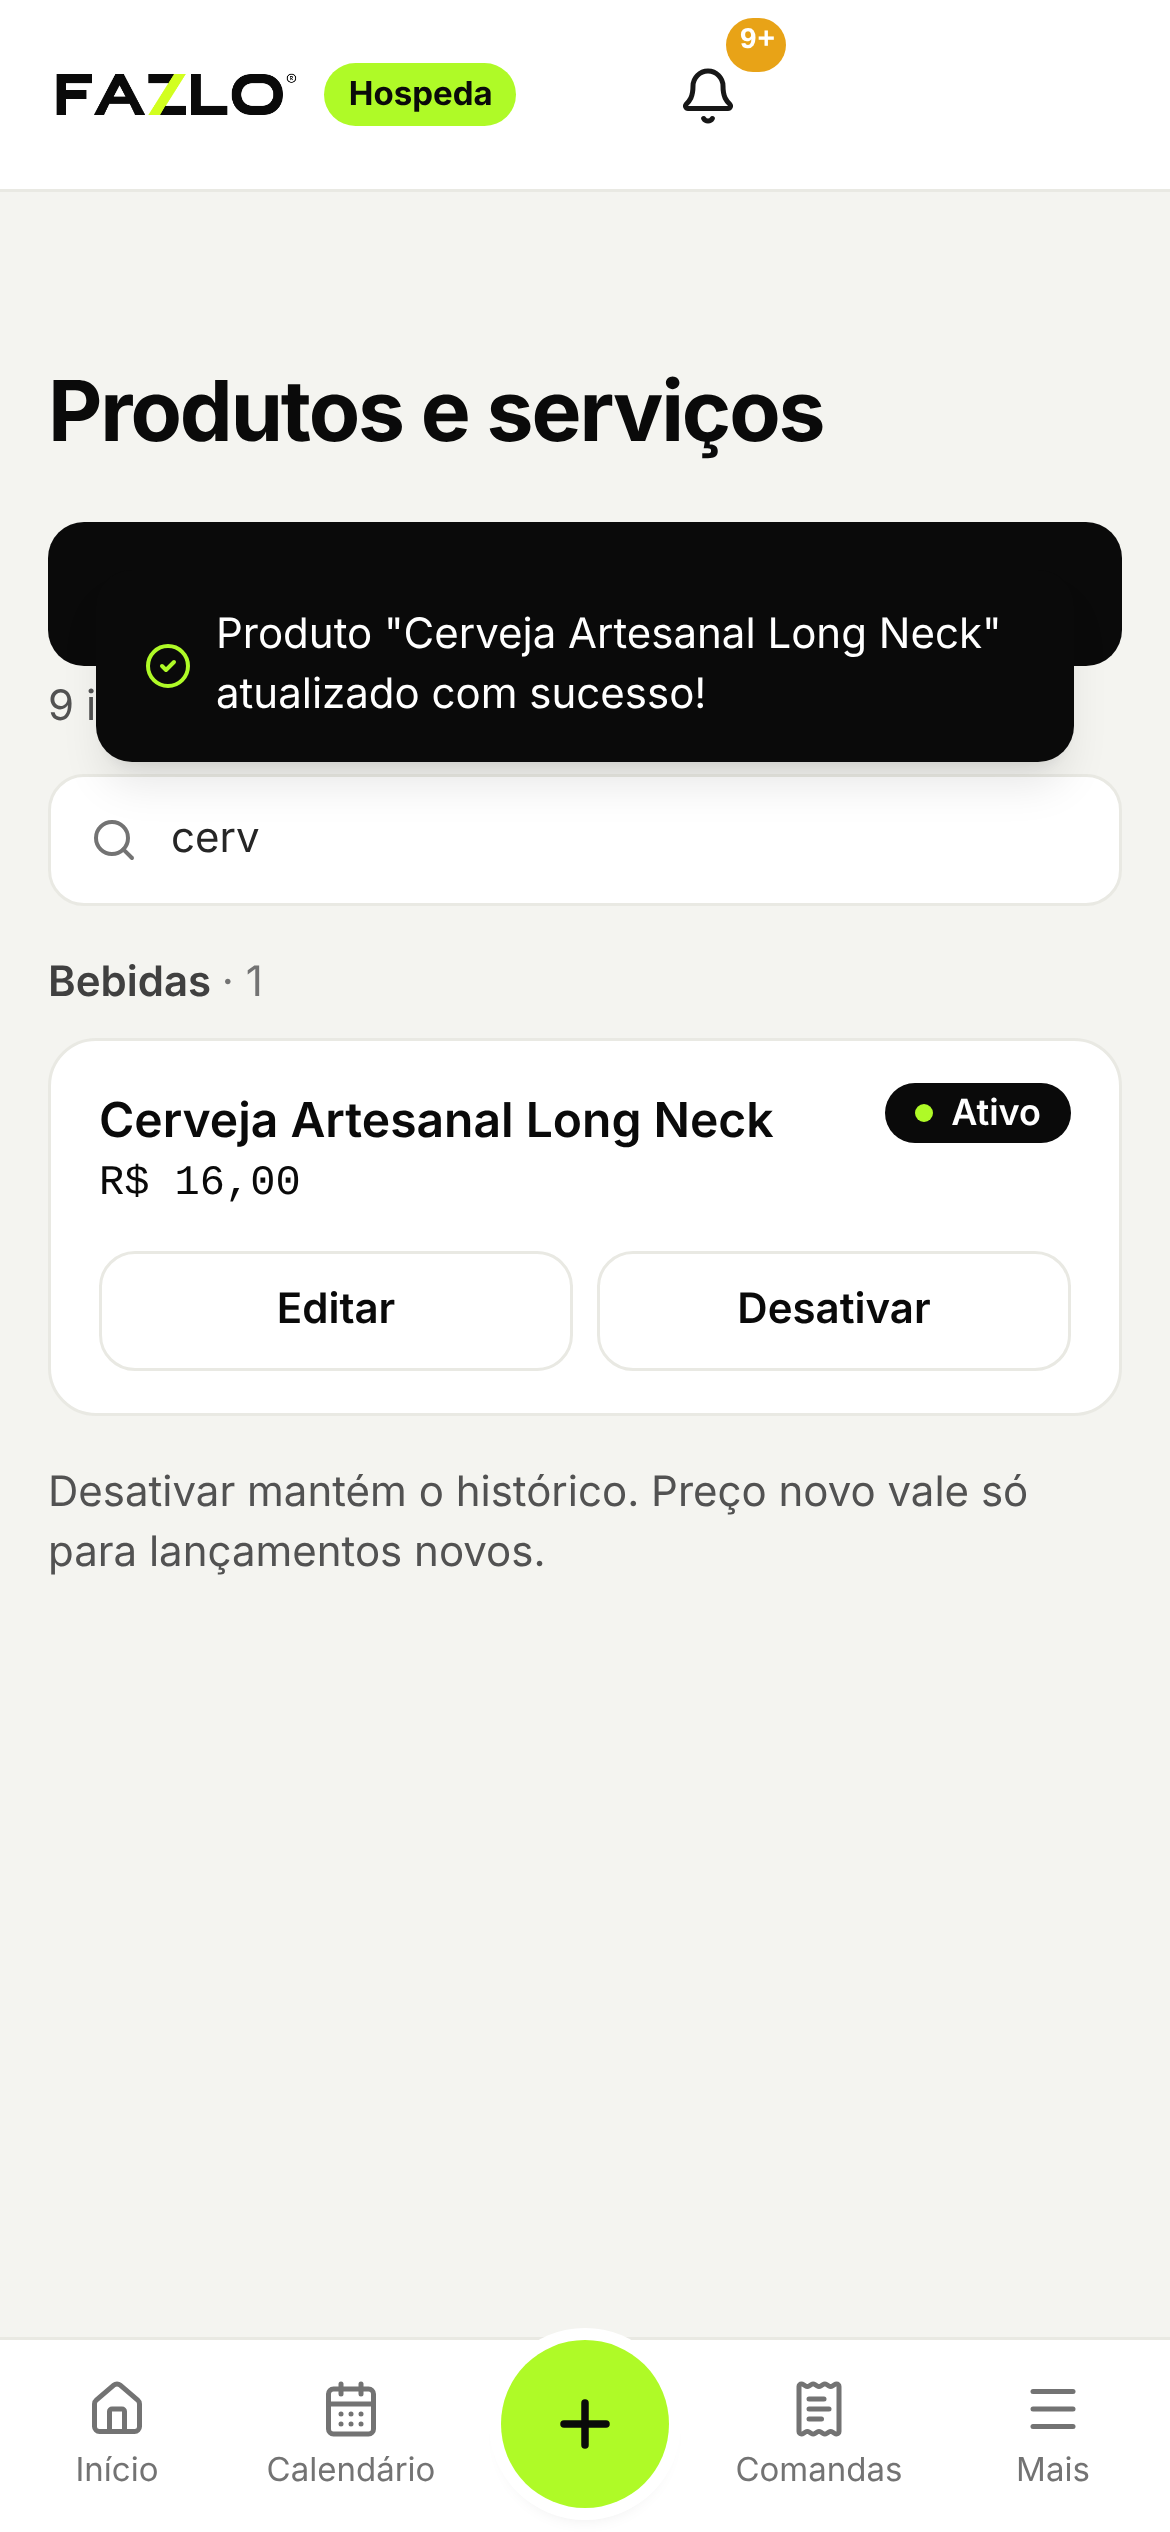 FAZLO®
Hospeda
9+
Produtos e serviços
Produto "Cerveja Artesanal Long Neck"
atualizado com sucesso!
9 i
cerv
Bebidas · 1
Cerveja Artesanal Long Neck
Ativo
R$ 16,00
Editar
Desativar
Desativar mantém o histórico. Preço novo vale só
para lançamentos novos.
Início
Calendário
Comandas
Mais